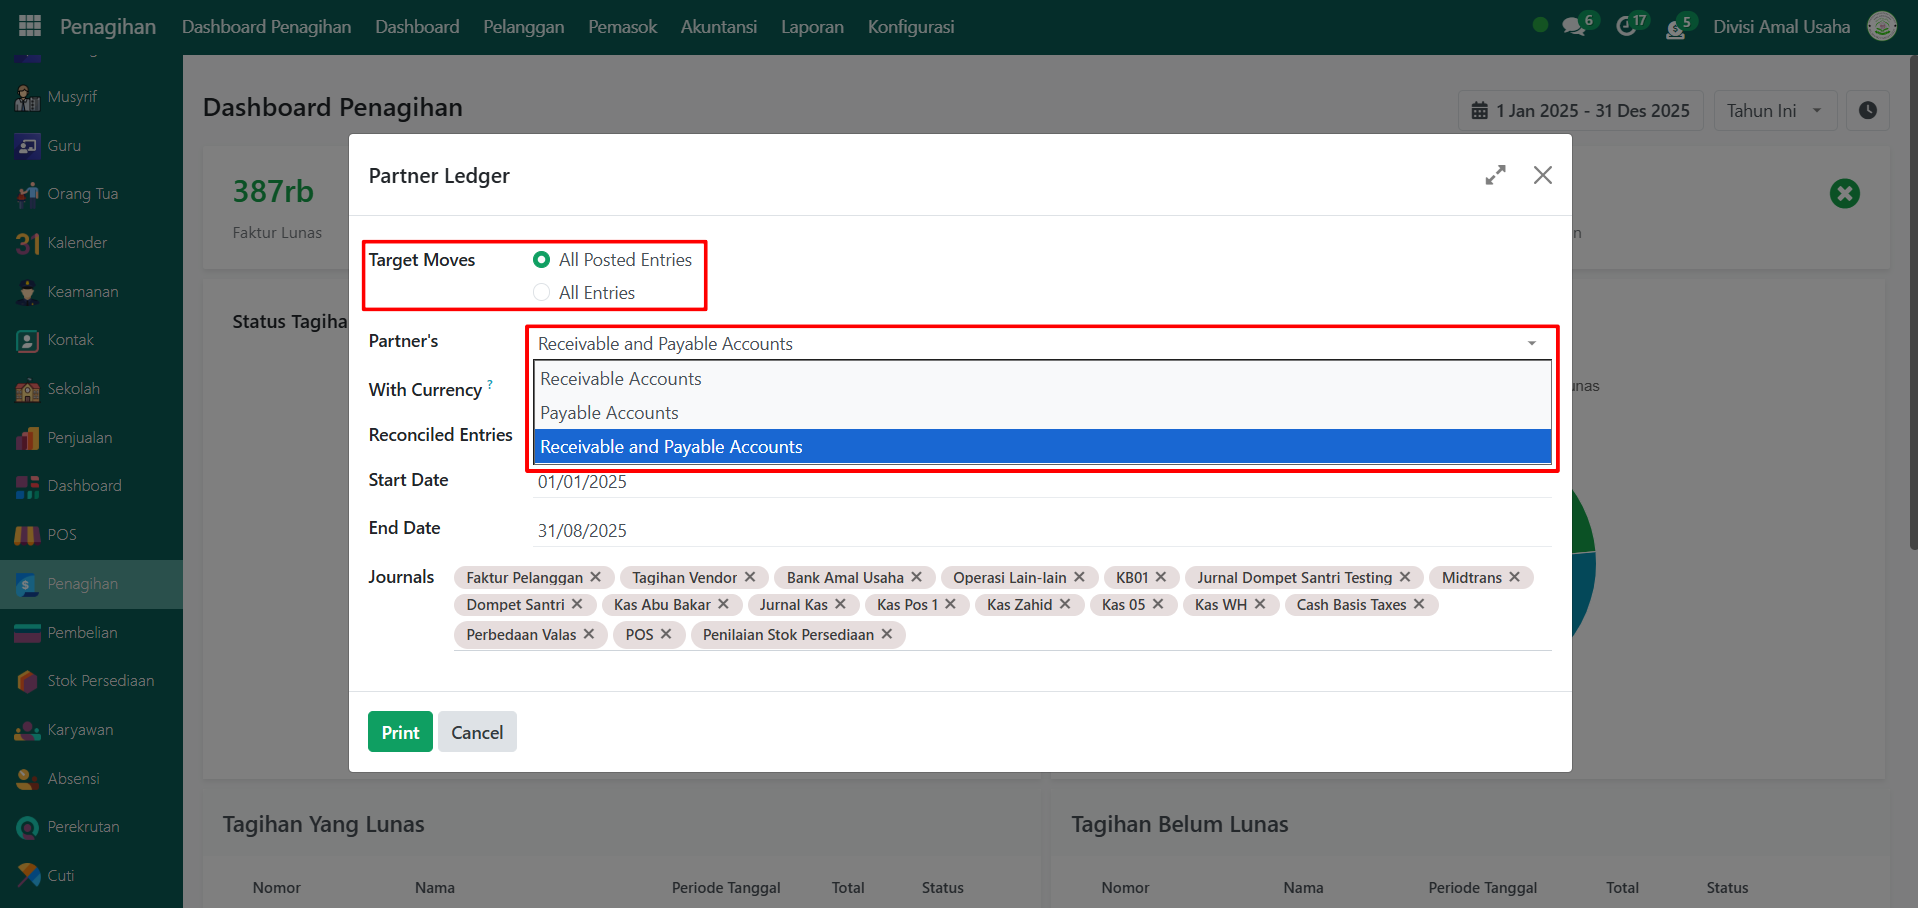 Penagihan Dashboard Penagihan Dashboard Pelanggan Pemasok Akuntansi Laporan Konfigurasi 6 17 5 Divisi Amal Usaha
Musyrif
Guru
Orang Tua
31 Kalender
Keamanan
Kontak
Sekolah
Penjualan
Dashboard
POS
Penagihan
Pembelian
Stok Persediaan
Karyawan
Absensi
Perekrutan
Cuti
Dashboard Penagihan
1 Jan 2025 - 31 Des 2025 Tahun Ini
387rb
Faktur Lunas
Status Tagiha
unas
Partner Ledger
Target Moves All Posted Entries
All Entries
Partner's Receivable and Payable Accounts
Receivable Accounts
With Currency ?
Payable Accounts
Reconciled Entries Receivable and Payable Accounts
Start Date 01/01/2025
End Date 31/08/2025
Journals Faktur Pelanggan Tagihan Vendor Bank Amal Usaha Operasi Lain-lain KB01 Jurnal Dompet Santri Testing Midtrans
Dompet Santri Kas Abu Bakar Jurnal Kas Kas Pos 1 Kas Zahid Kas 05 Kas WH Cash Basis Taxes
Perbedaan Valas POS Penilaian Stok Persediaan
Print Cancel
Tagihan Yang Lunas
Nomor Nama Periode Tanggal Total Status
Tagihan Belum Lunas
Nomor Nama Periode Tanggal Total Status